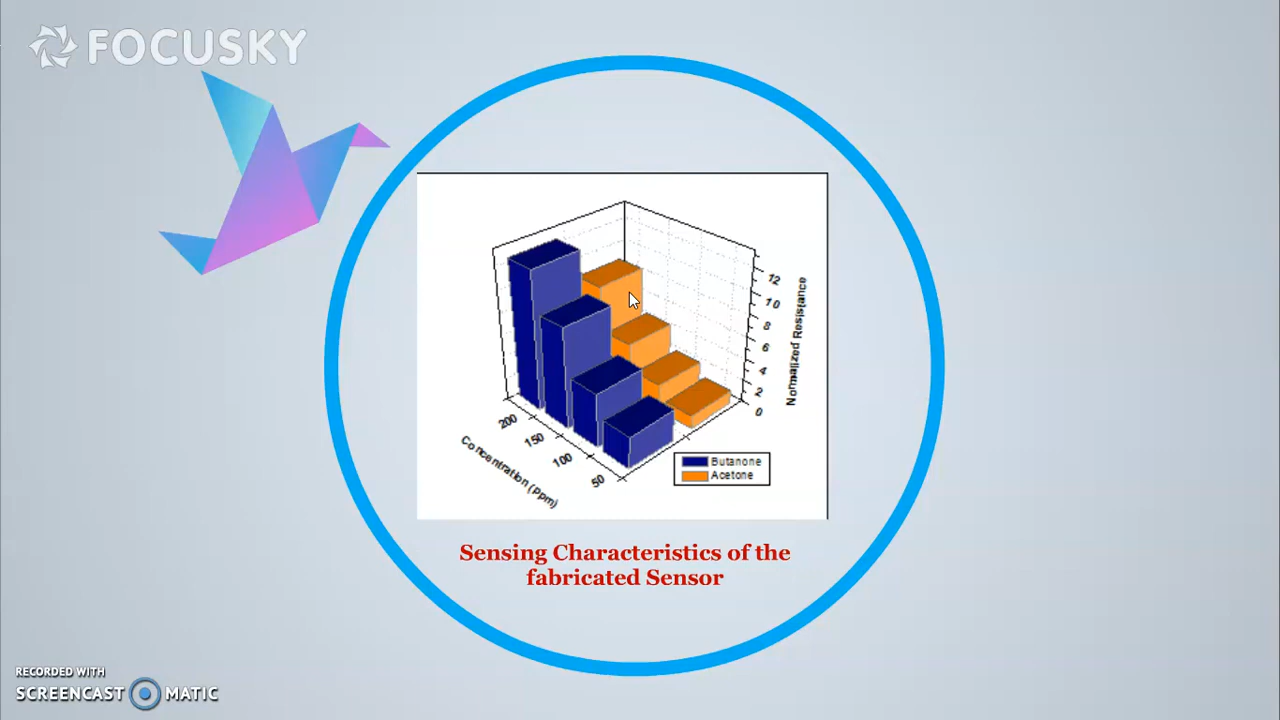 FOCUSKY
12
10
8
6
4
2
0
Normalized Resistance
200
150
100
50
Concentration (ppm)
Butanone
Acetone
Sensing Characteristics of the
fabricated Sensor
RECORDED WITH
SCREENCAST MATIC